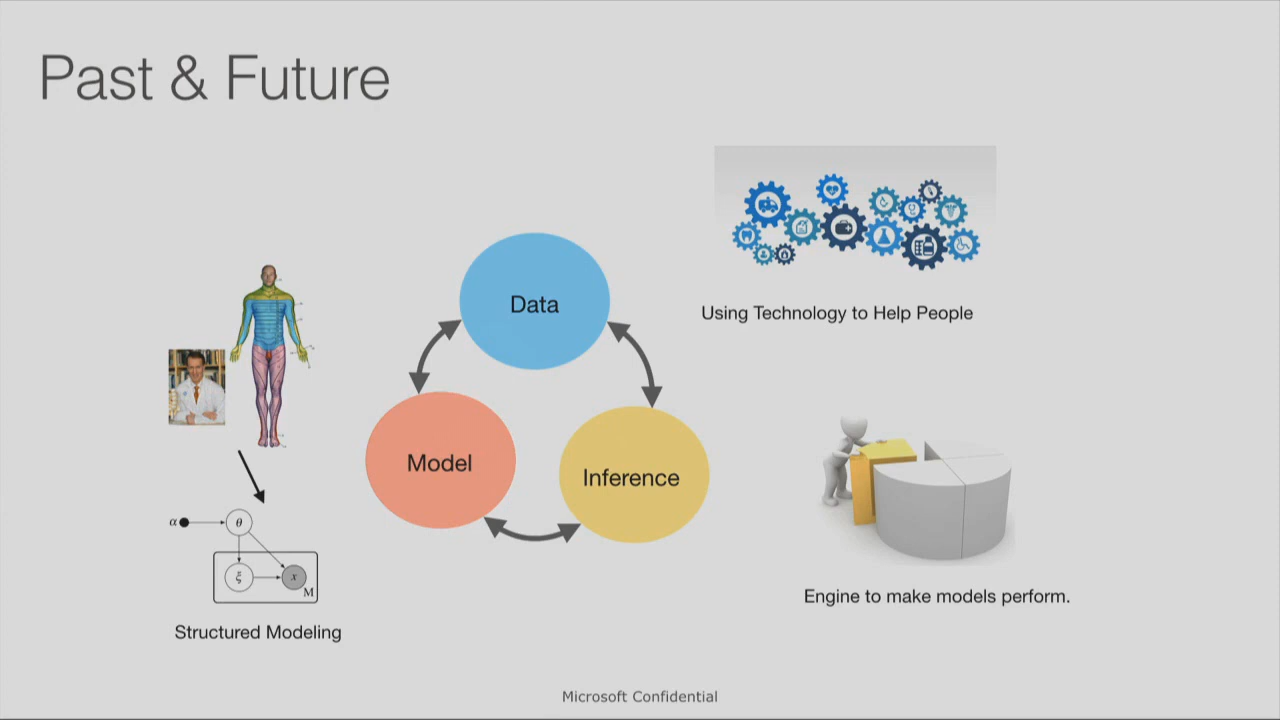 Past & Future
Data
Using Technology to Help People
Model
Inference
α
θ
ξ
x
M
Engine to make models perform.
Structured Modeling
Microsoft Confidential